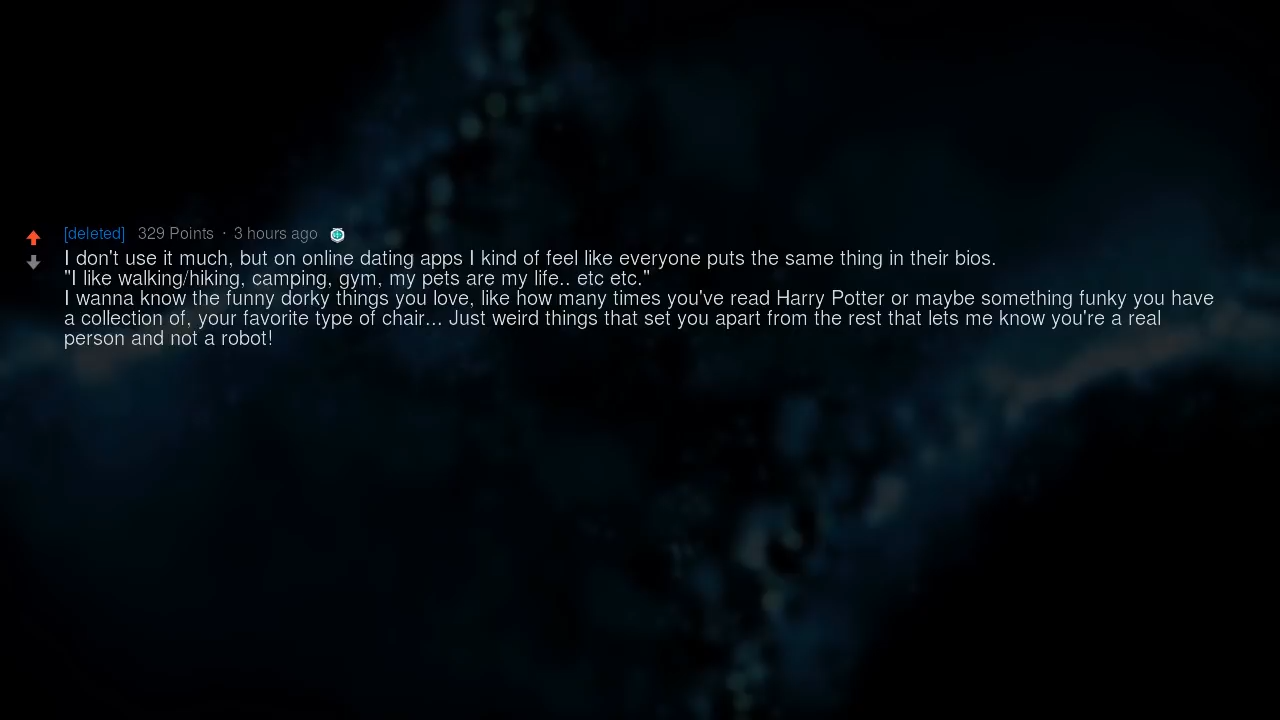 [deleted] 329 Points · 3 hours ago
I don't use it much, but on online dating apps I kind of feel like everyone puts the same thing in their bios.
"I like walking/hiking, camping, gym, my pets are my life.. etc etc."
I wanna know the funny dorky things you love, like how many times you've read Harry Potter or maybe something funky you have
a collection of, your favorite type of chair... Just weird things that set you apart from the rest that lets me know you're a real
person and not a robot!